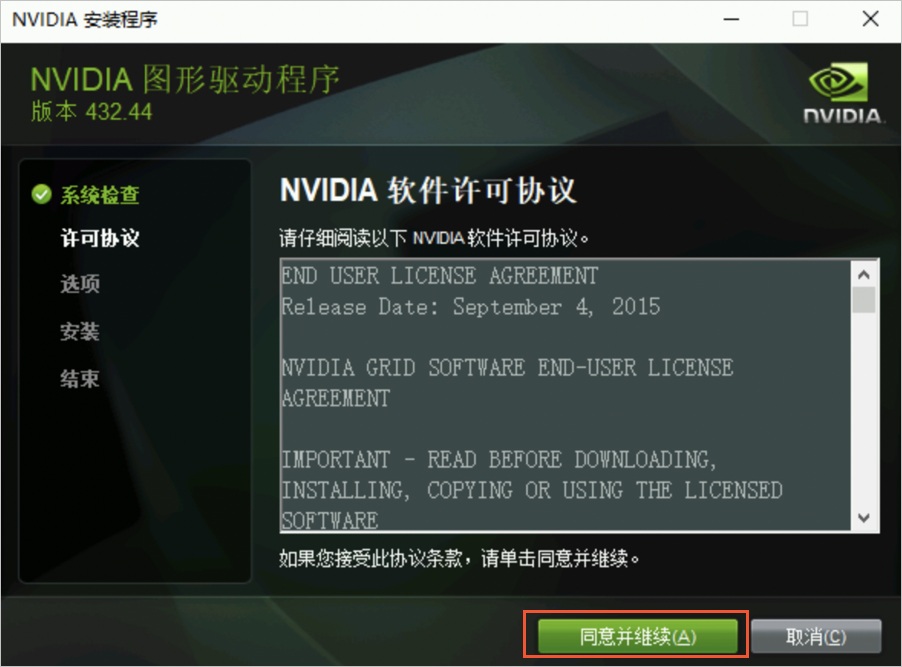 NVIDIA 安装程序
NVIDIA 图形驱动程序
版本 432.44
NVIDIA.
系统检查
许可协议
选项
安装
结束
NVIDIA 软件许可协议
请仔细阅读以下 NVIDIA 软件许可协议。
END USER LICENSE AGREEMENT
Release Date: September 4, 2015
NVIDIA GRID SOFTWARE END-USER LICENSE
AGREEMENT
IMPORTANT - READ BEFORE DOWNLOADING,
INSTALLING, COPYING OR USING THE LICENSED
SOFTWARE
如果您接受此协议条款，请单击同意并继续。
同意并继续(A)
取消(C)